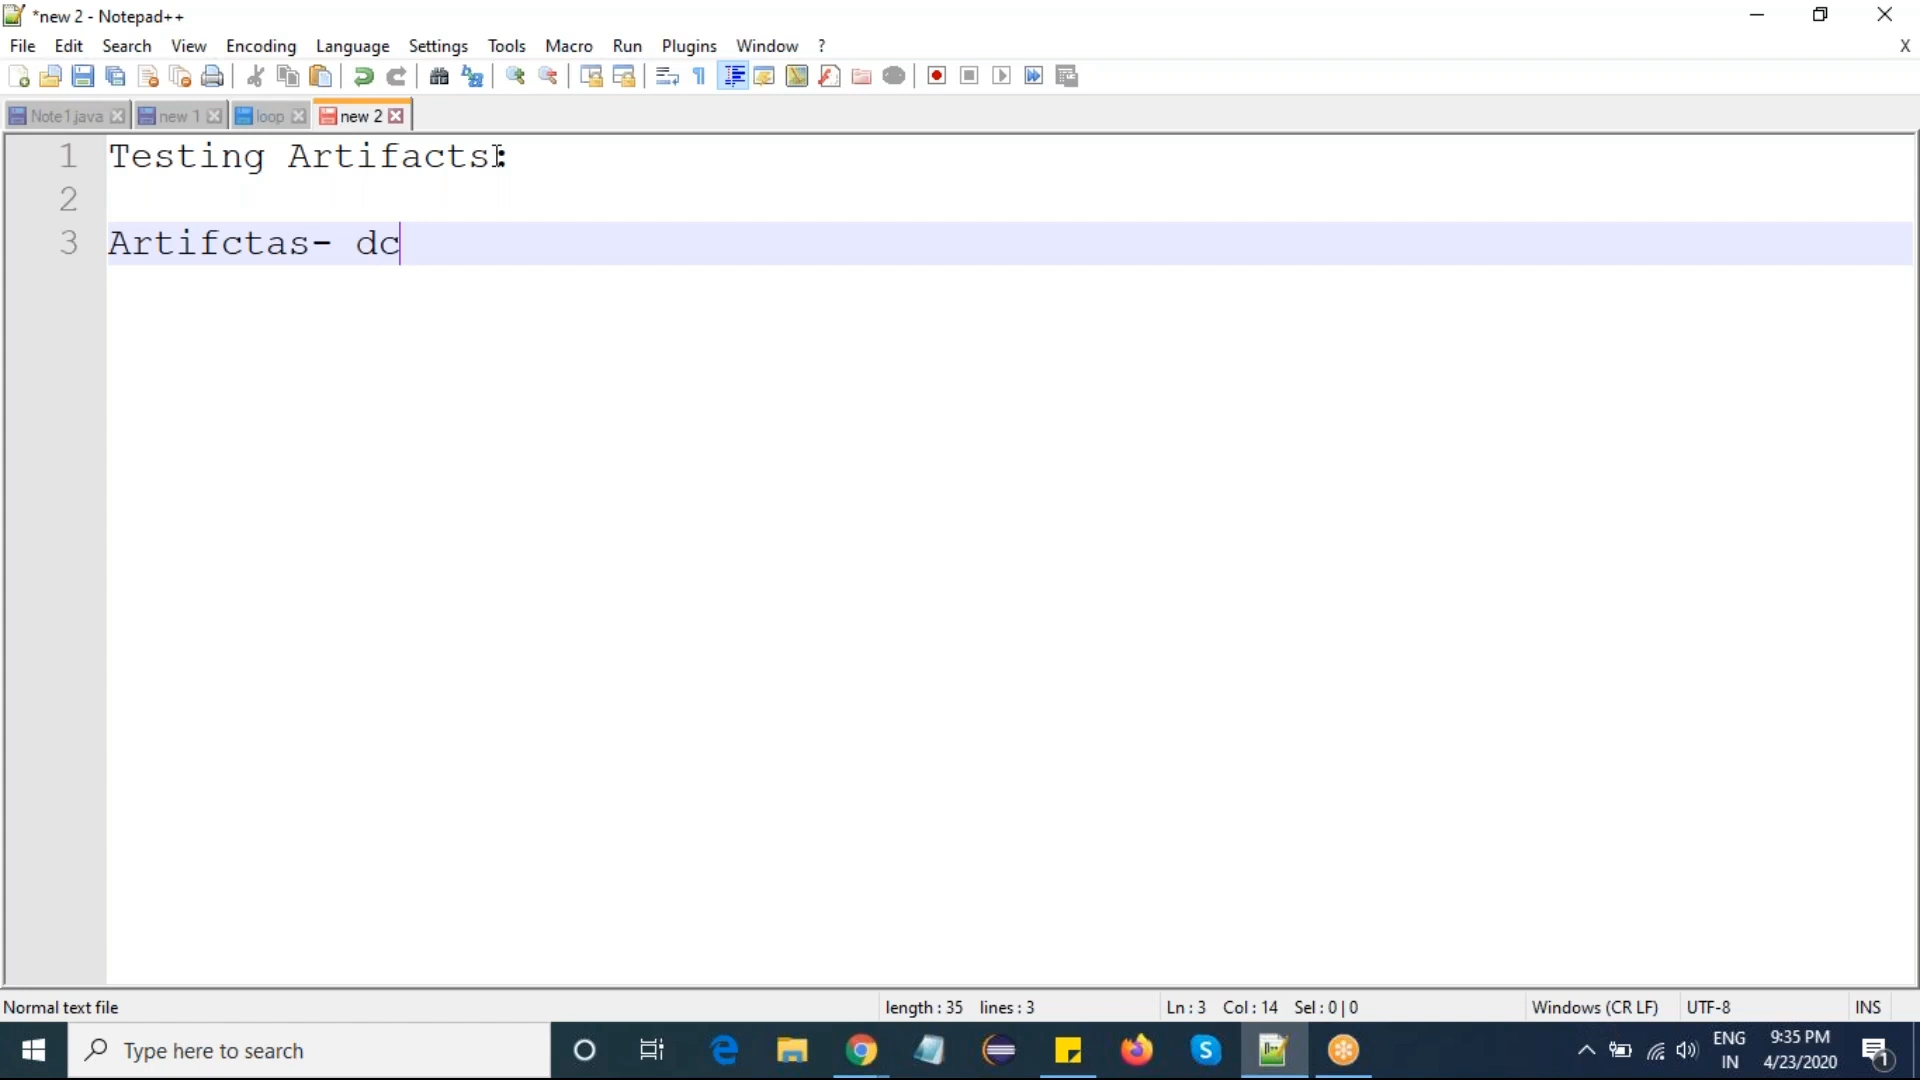 *new 2 - Notepad++
File Edit Search View Encoding Language Settings Tools Macro Run Plugins Window ? X
Note1.java new 1 loop new 2
1 Testing Artifacts:
2
3 Artifctas- dc
Normal text file length : 35 lines : 3 Ln : 3 Col : 14 Sel : 0 | 0 Windows (CR LF) UTF-8 INS
Type here to search
ENG 9:35 PM
IN 4/23/2020 1